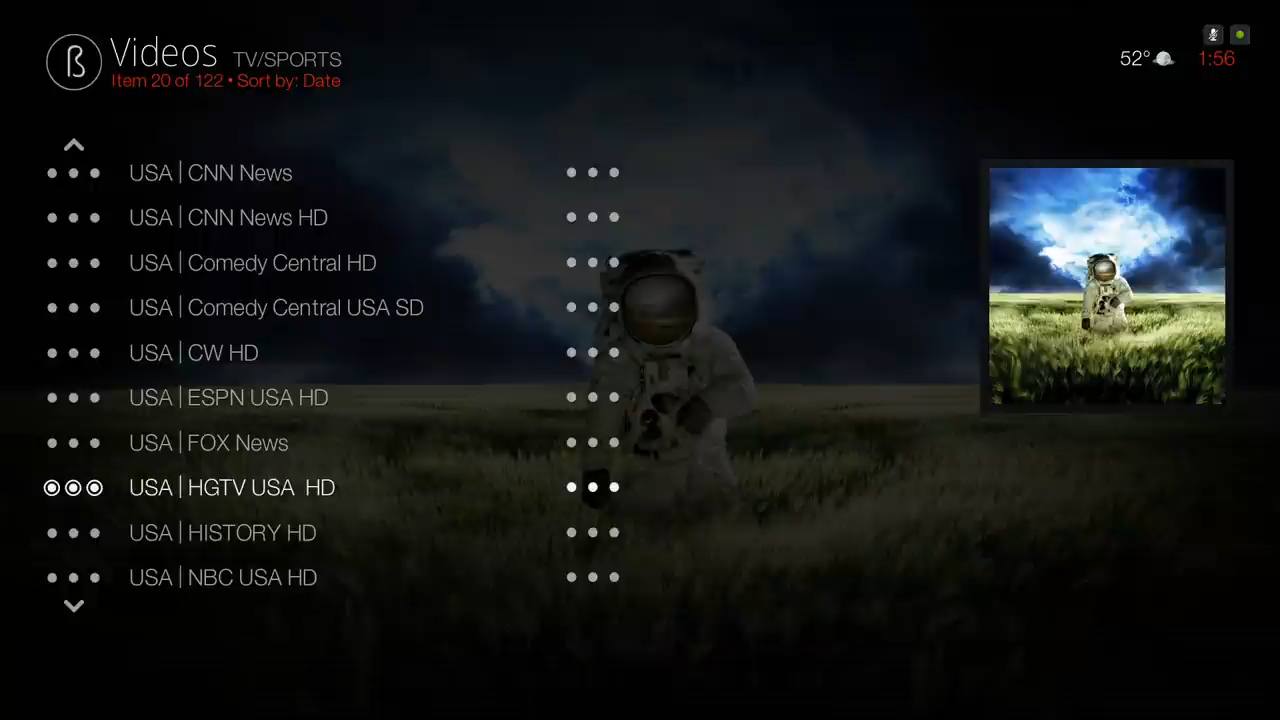 ß Videos TV/SPORTS
Item 20 of 122 • Sort by: Date
52° 1:56
USA | CNN News
USA | CNN News HD
USA | Comedy Central HD
USA | Comedy Central USA SD
USA | CW HD
USA | ESPN USA HD
USA | FOX News
USA | HGTV USA  HD
USA | HISTORY HD
USA | NBC USA HD